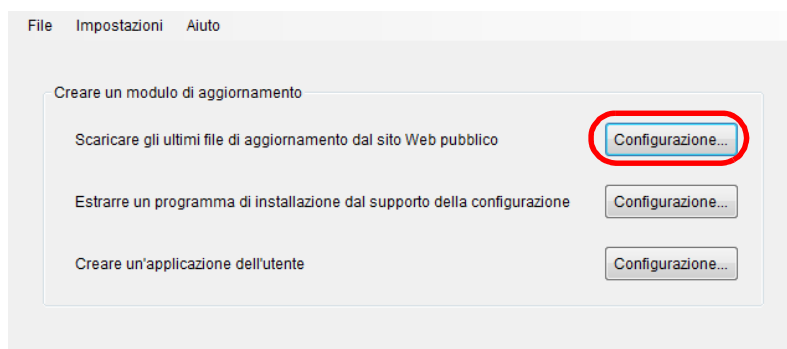 File Impostazioni Aiuto
Creare un modulo di aggiornamento
Scaricare gli ultimi file di aggiornamento dal sito Web pubblico Configurazione...
Estrarre un programma di installazione dal supporto della configurazione Configurazione...
Creare un'applicazione dell'utente Configurazione...